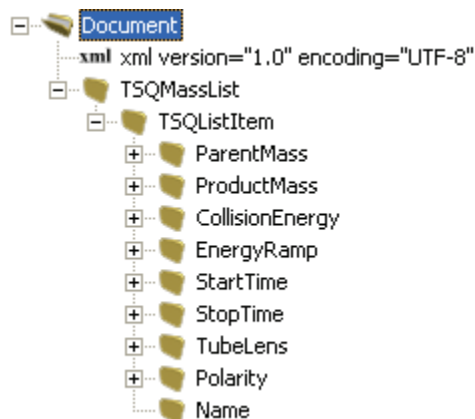 Document
xml xml version="1.0" encoding="UTF-8"
TSQMassList
TSQListItem
ParentMass
ProductMass
CollisionEnergy
EnergyRamp
StartTime
StopTime
TubeLens
Polarity
Name